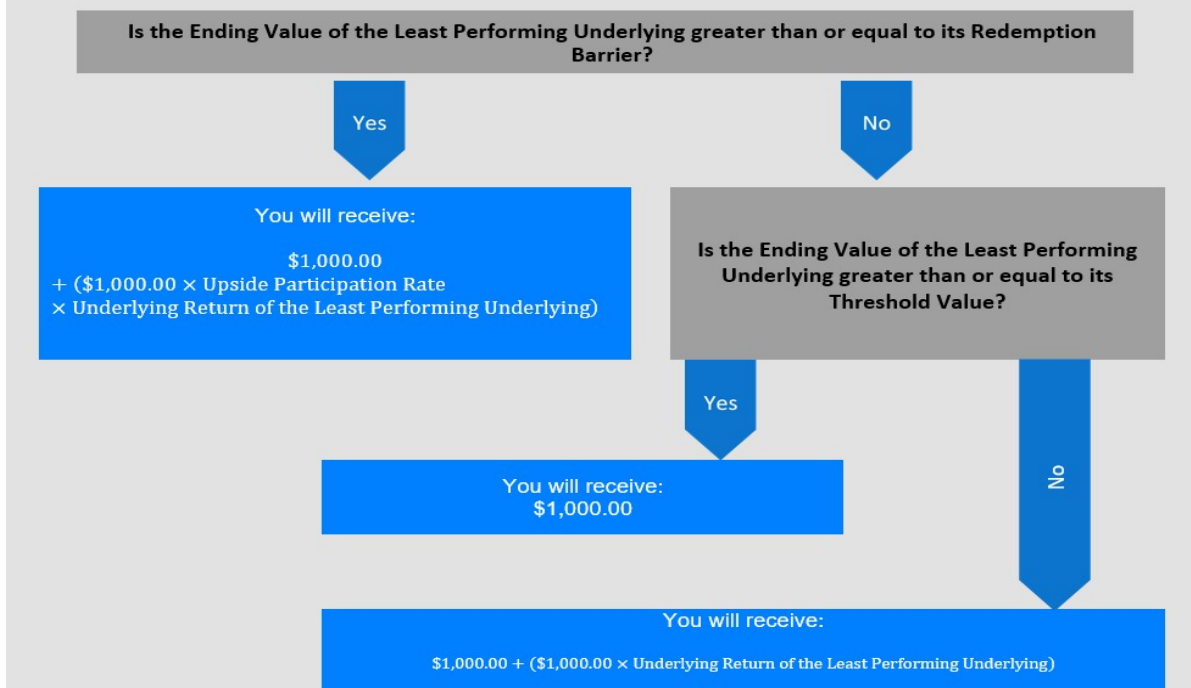 Is the Ending Value of the Least Performing Underlying greater than or equal to its Redemption
Barrier?
Yes
No
You will receive:
$1,000.00
+ ($1,000.00 × Upside Participation Rate
× Underlying Return of the Least Performing Underlying)
Is the Ending Value of the Least Performing
Underlying greater than or equal to its
Threshold Value?
Yes
No
You will receive:
$1,000.00
You will receive:
$1,000.00 + ($1,000.00 × Underlying Return of the Least Performing Underlying)